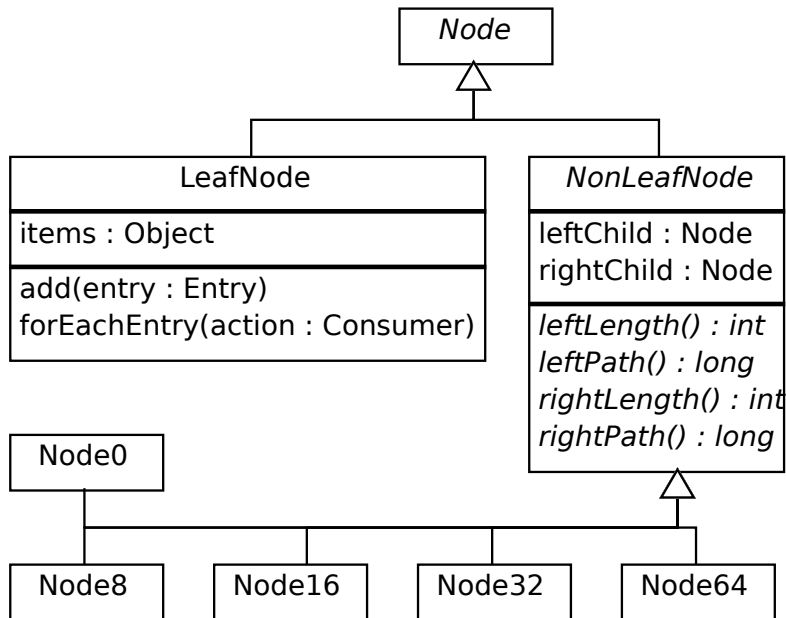 Node
LeafNode
items : Object
add(entry : Entry)
forEachEntry(action : Consumer)
NonLeafNode
leftChild : Node
rightChild : Node
leftLength() : int
leftPath() : long
rightLength() : int
rightPath() : long
Node0
Node8
Node16
Node32
Node64